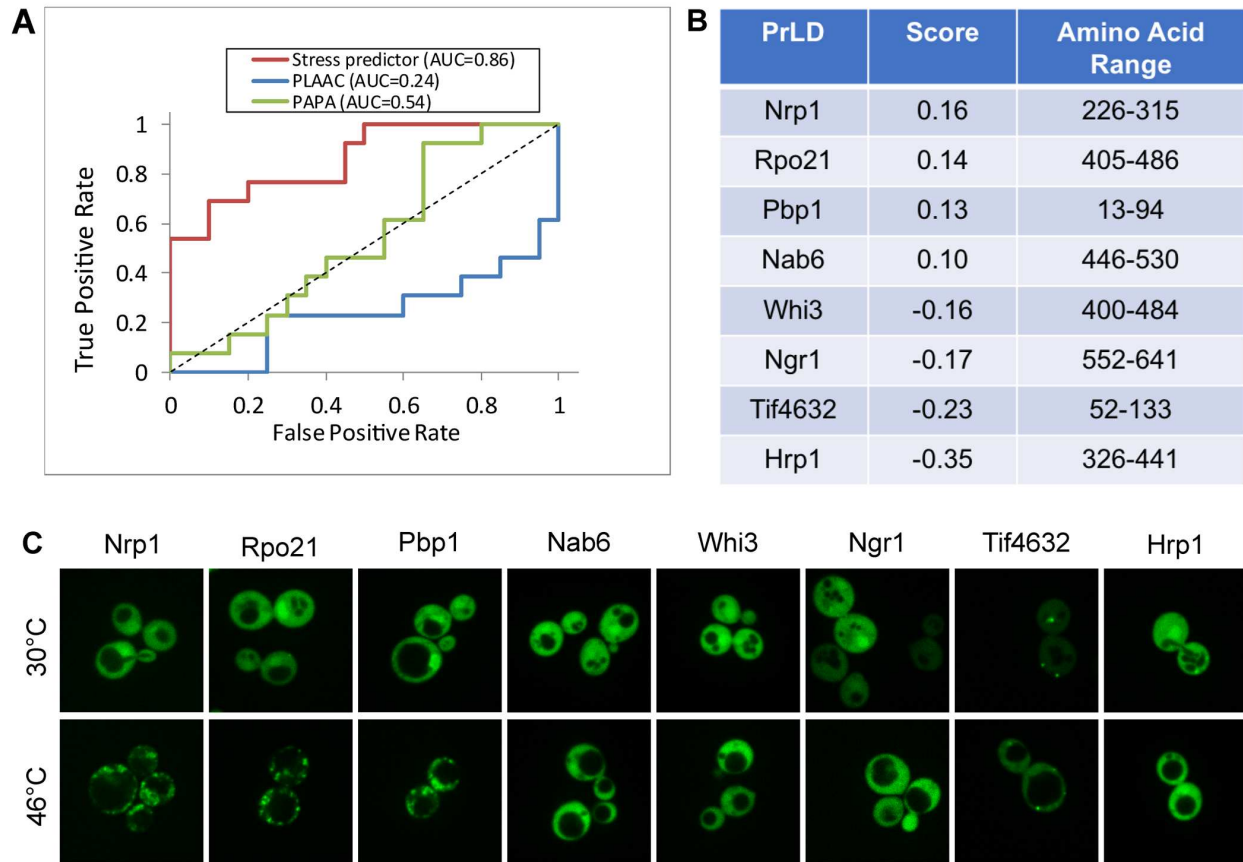 A
Stress predictor (AUC=0.86)
PLAAC (AUC=0.24)
PAPA (AUC=0.54)
True Positive Rate
1
0.8
0.6
0.4
0.2
0
0 0.2 0.4 0.6 0.8 1
False Positive Rate
B
PrLD Score Amino Acid Range
Nrp1 0.16 226-315
Rpo21 0.14 405-486
Pbp1 0.13 13-94
Nab6 0.10 446-530
Whi3 -0.16 400-484
Ngr1 -0.17 552-641
Tif4632 -0.23 52-133
Hrp1 -0.35 326-441
C
Nrp1 Rpo21 Pbp1 Nab6 Whi3 Ngr1 Tif4632 Hrp1
30°C
46°C